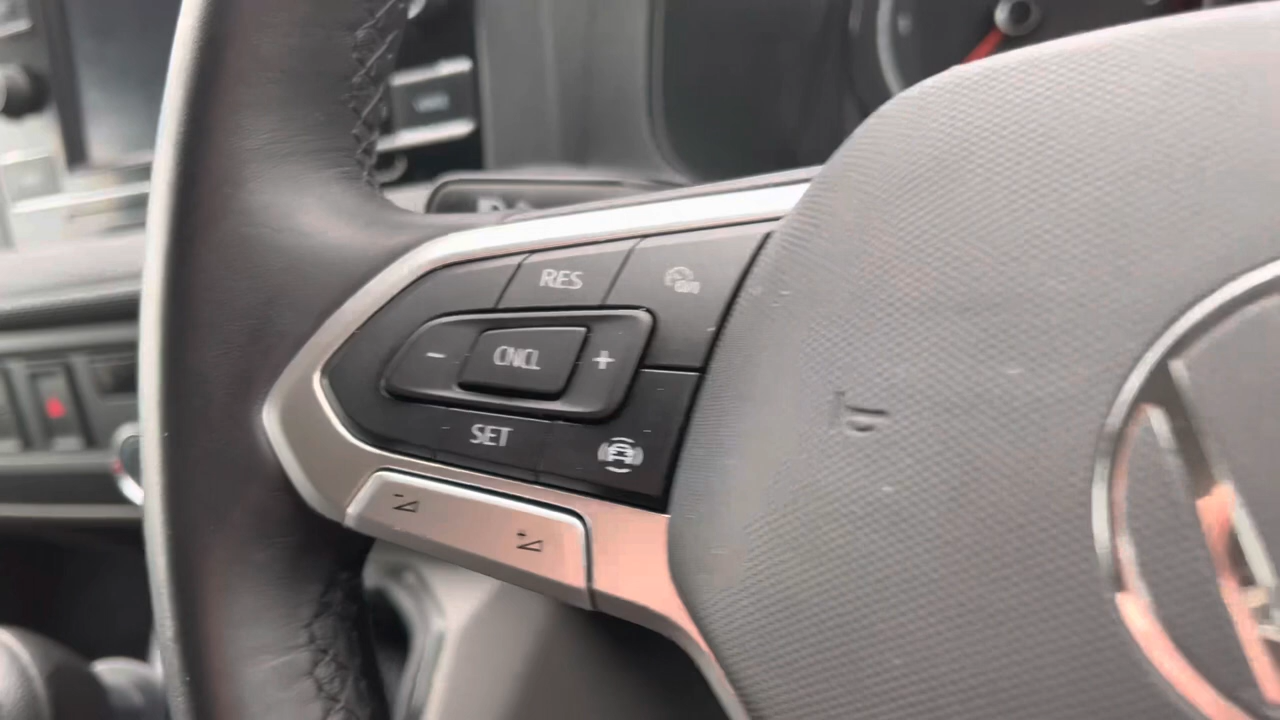 RES
- CNCL +
SET